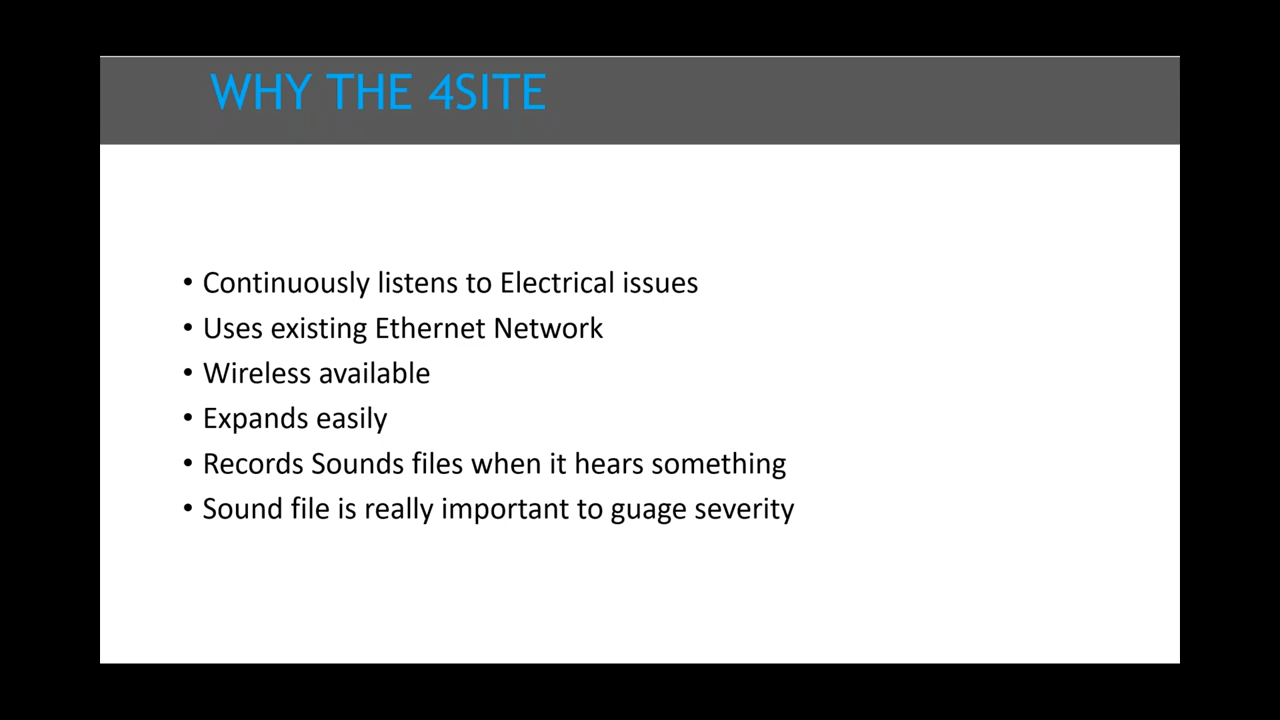 WHY THE 4SITE
• Continuously listens to Electrical issues
• Uses existing Ethernet Network
• Wireless available
• Expands easily
• Records Sounds files when it hears something
• Sound file is really important to guage severity